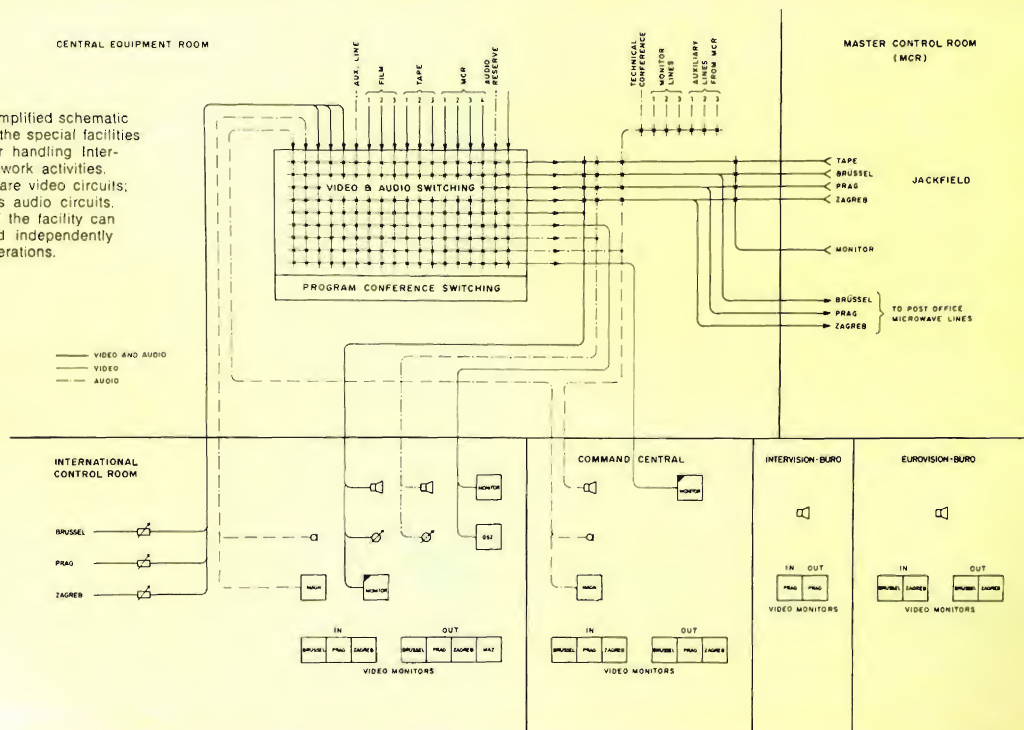 CENTRAL EQUIPMENT ROOM
mplified schematic
the special facilities
r handling Inter-
work activities.
are video circuits;
s audio circuits.
the facility can
d independently
erations.
VIDEO AND AUDIO
VIDEO
AUDIO
AUX. LINE
FILM
1 2 3
TAPE
1 2 3
MCR
1 2 3 4
AUDIO RESERVE
TECHNICAL CONFERENCE
MONITOR LINES
1 2 3
AUXILIARY LINES FROM MCR
1 2 3
VIDEO & AUDIO SWITCHING
PROGRAM CONFERENCE SWITCHING
MASTER CONTROL ROOM
(MCR)
TAPE
BRÜSSEL
PRAG
ZAGREB
JACKFIELD
MONITOR
BRÜSSEL
PRAG
ZAGREB
TO POST OFFICE
MICROWAVE LINES
INTERNATIONAL
CONTROL ROOM
BRÜSSEL
PRAG
ZAGREB
MONITOR
OSZ
MAGN
MONITOR
IN OUT
BRÜSSEL PRAG ZAGREB BRÜSSEL PRAG ZAGREB MAZ
VIDEO MONITORS
COMMAND CENTRAL
MONITOR
MAGN
IN OUT
BRÜSSEL PRAG ZAGREB BRÜSSEL PRAG ZAGREB
VIDEO MONITORS
INTERVISION-BÜRO
IN OUT
PRAG PRAG
VIDEO MONITORS
EUROVISION-BÜRO
IN OUT
BRÜSSEL ZAGREB BRÜSSEL ZAGREB
VIDEO MONITORS